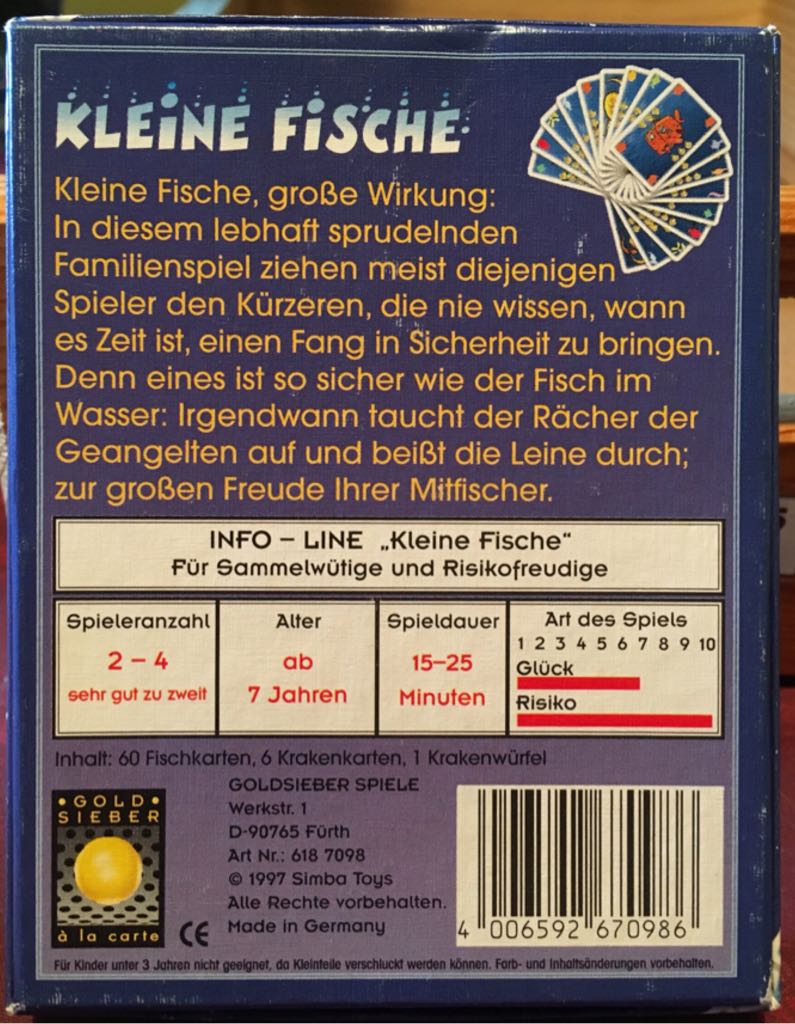 KLEINE FISCHE
Kleine Fische, große Wirkung:
In diesem lebhaft sprudelnden
Familienspiel ziehen meist diejenigen
Spieler den Kürzeren, die nie wissen, wann
es Zeit ist, einen Fang in Sicherheit zu bringen.
Denn eines ist so sicher wie der Fisch im
Wasser: Irgendwann taucht der Rächer der
Geangelten auf und beißt die Leine durch;
zur großen Freude Ihrer Mitfischer.
INFO – LINE „Kleine Fische“
Für Sammelwütige und Risikofreudige
Spieleranzahl
2 – 4
sehr gut zu zweit
Alter
ab
7 Jahren
Spieldauer
15–25
Minuten
Art des Spiels
1 2 3 4 5 6 7 8 9 10
Glück
Risiko
Inhalt: 60 Fischkarten, 6 Krakenkarten, 1 Krakenwürfel
• GOLD •
SIEBER
à la carte
CE
GOLDSIEBER SPIELE
Werkstr. 1
D-90765 Fürth
Art Nr.: 618 7098
© 1997 Simba Toys
Alle Rechte vorbehalten.
Made in Germany
4 006592 670986
Für Kinder unter 3 Jahren nicht geeignet, da Kleinteile verschluckt werden können. Farb- und Inhaltsänderungen vorbehalten.